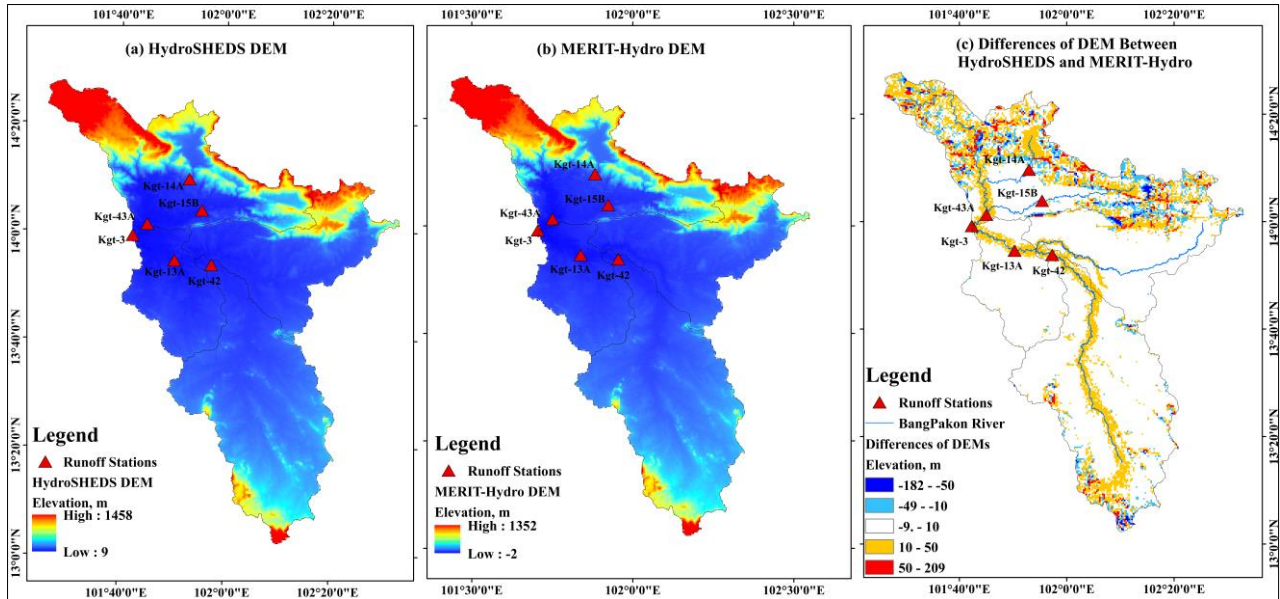 101°40'0"E 102°0'0"E 102°20'0"E
101°30'0"E 102°0'0"E 102°30'0"E
101°40'0"E 102°0'0"E 102°20'0"E
14°20'0"N
14°0'0"N
13°40'0"N
13°20'0"N
13°0'0"N
(a) HydroSHEDS DEM
Kgt-14A
Kgt-15B
Kgt-43A
Kgt-3
Kgt-13A
Kgt-42
Legend
Runoff Stations
HydroSHEDS DEM
Elevation, m
High : 1458
Low : 9
(b) MERIT-Hydro DEM
Kgt-14A
Kgt-15B
Kgt-43A
Kgt-3
Kgt-13A
Kgt-42
Legend
Runoff Stations
MERIT-Hydro DEM
Elevation, m
High : 1352
Low : -2
(c) Differences of DEM Between
HydroSHEDS and MERIT-Hydro
Kgt-14A
Kgt-15B
Kgt-43A
Kgt-3
Kgt-13A
Kgt-42
Legend
Runoff Stations
BangPakon River
Differences of DEMs
Elevation, m
-182 - -50
-49 - -10
-9. - 10
10 - 50
50 - 209
14°20'0"N
14°0'0"N
13°40'0"N
13°20'0"N
13°0'0"N
101°40'0"E 102°0'0"E 102°20'0"E
101°30'0"E 102°0'0"E 102°30'0"E
101°40'0"E 102°0'0"E 102°20'0"E